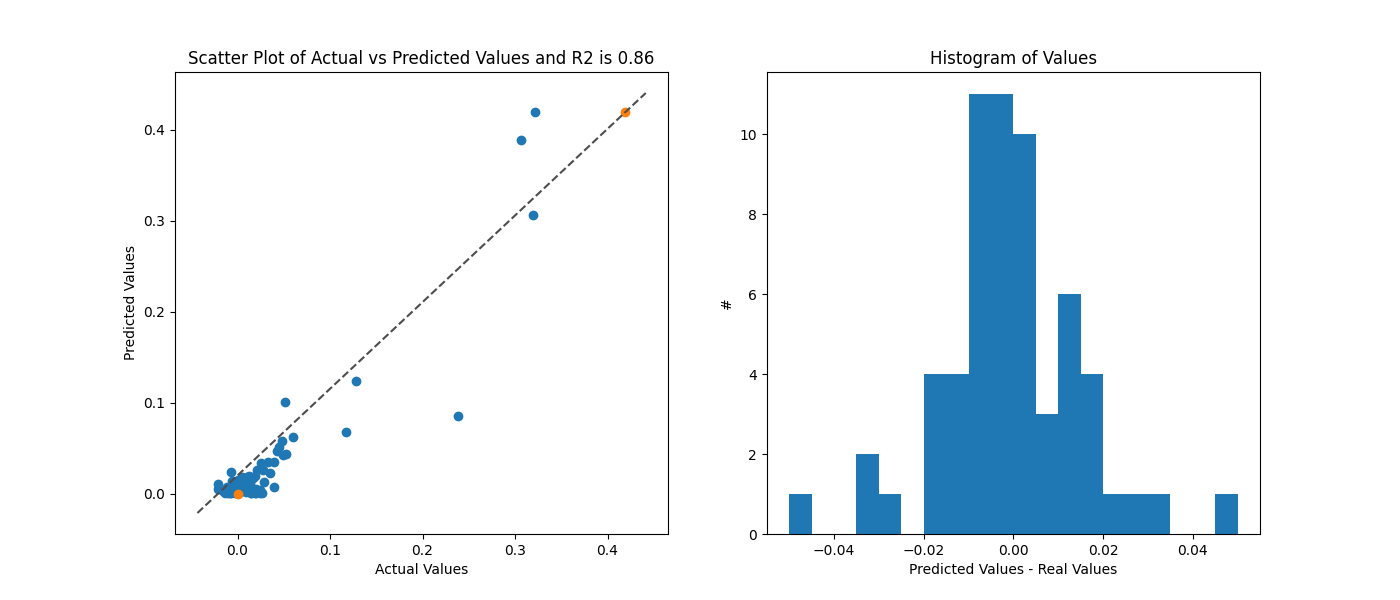 Scatter Plot of Actual vs Predicted Values and R2 is 0.86
Predicted Values
0.4
0.3
0.2
0.1
0.0
0.0 0.1 0.2 0.3 0.4
Actual Values
Histogram of Values
#
10
8
6
4
2
0
−0.04 −0.02 0.00 0.02 0.04
Predicted Values - Real Values